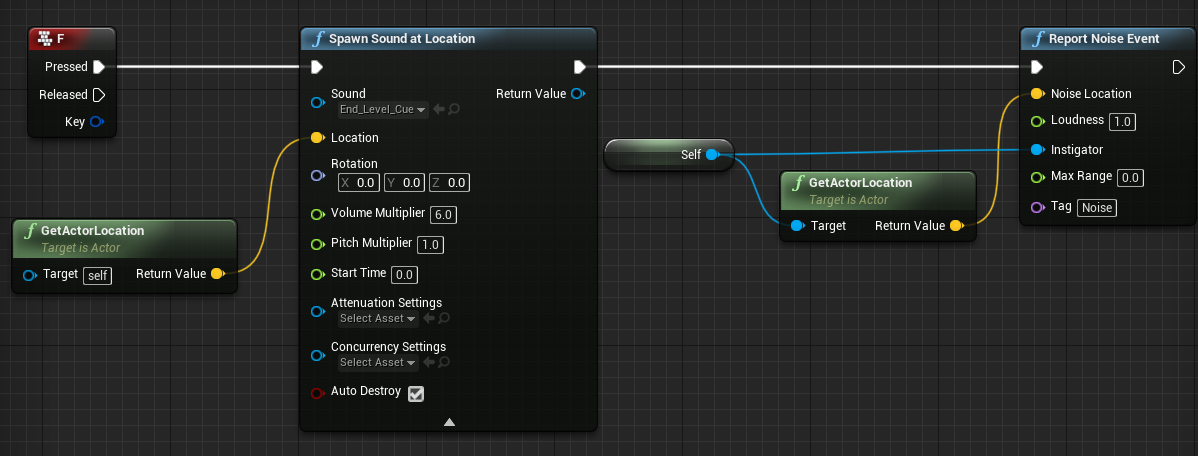 F
Pressed
Released
Key
GetActorLocation
Target is Actor
Target self
Return Value
Spawn Sound at Location
Sound
End_Level_Cue
Return Value
Location
Rotation
X 0.0 Y 0.0 Z 0.0
Volume Multiplier 6.0
Pitch Multiplier 1.0
Start Time 0.0
Attenuation Settings
Select Asset
Concurrency Settings
Select Asset
Auto Destroy
Self
GetActorLocation
Target is Actor
Target Return Value
Report Noise Event
Noise Location
Loudness 1.0
Instigator
Max Range 0.0
Tag Noise